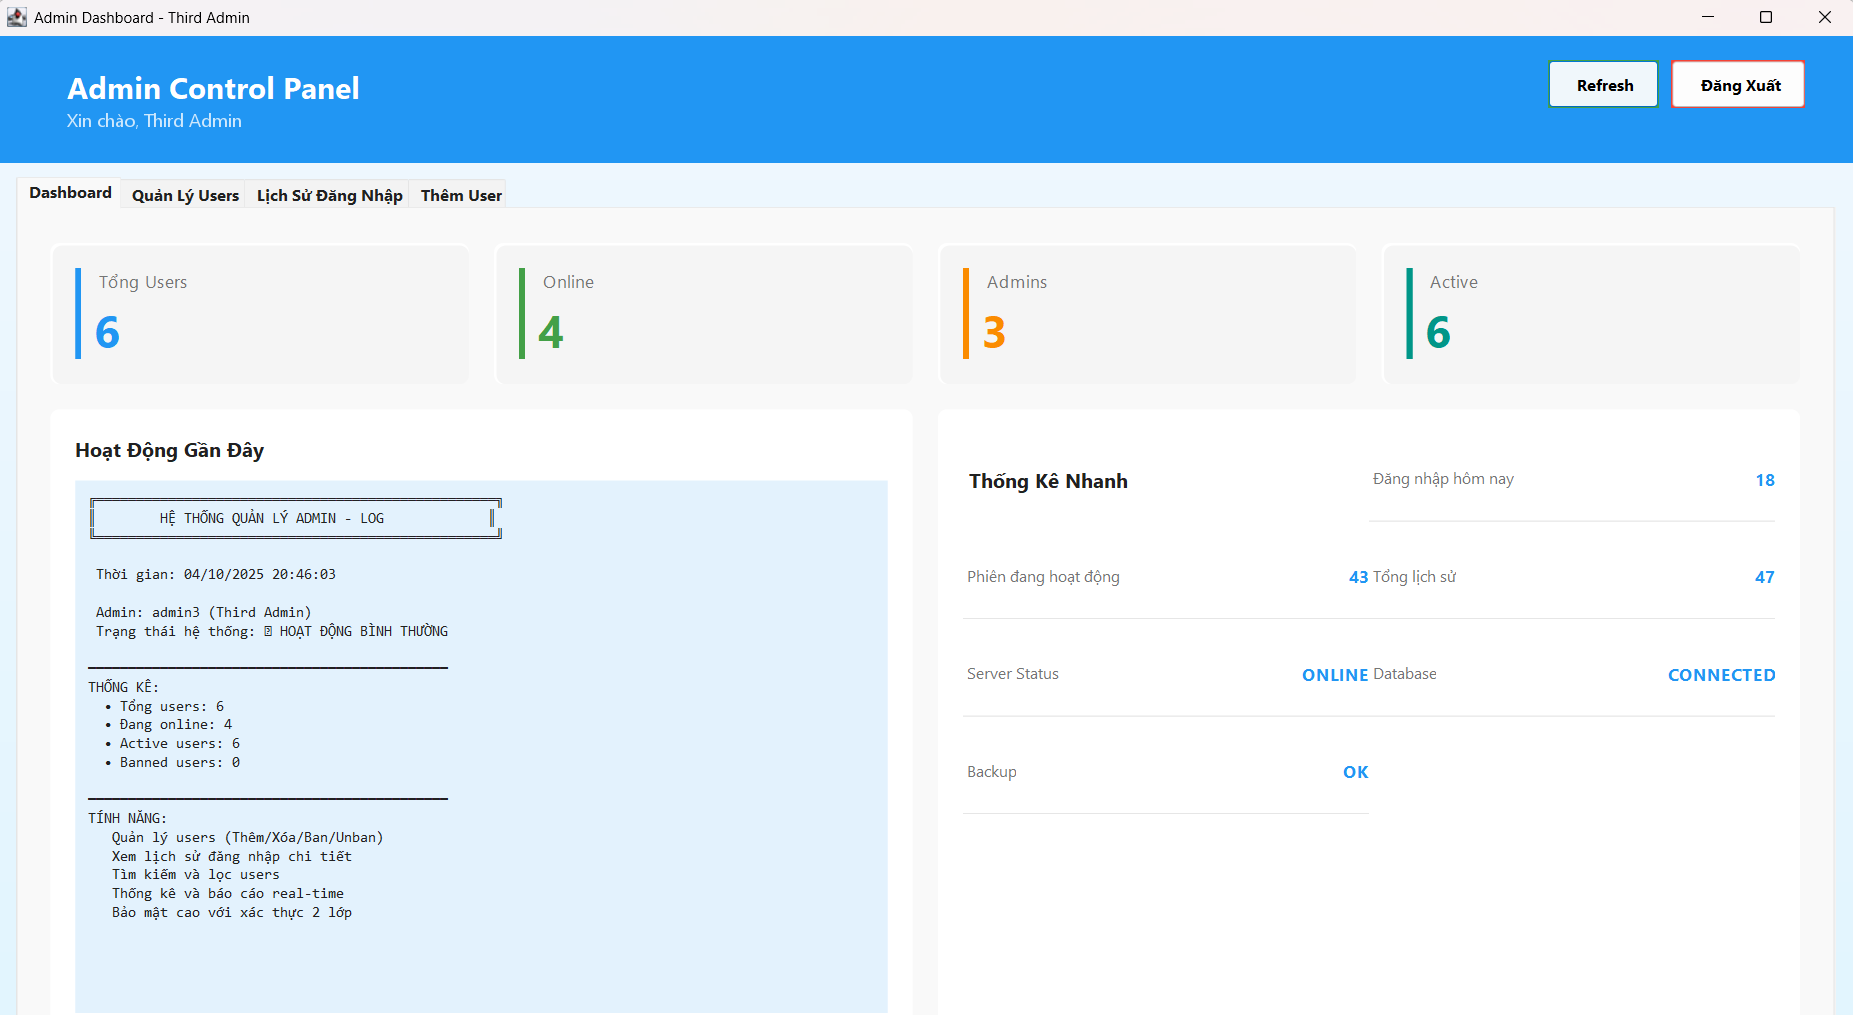 Admin Dashboard - Third Admin
Admin Control Panel
Xin chào, Third Admin
Refresh
Đăng Xuất
Dashboard
Quản Lý Users
Lịch Sử Đăng Nhập
Thêm User
Tổng Users
6
Online
4
Admins
3
Active
6
Hoạt Động Gần Đây
HỆ THỐNG QUẢN LÝ ADMIN - LOG
Thời gian: 04/10/2025 20:46:03
Admin: admin3 (Third Admin)
Trạng thái hệ thống: HOẠT ĐỘNG BÌNH THƯỜNG
THỐNG KÊ:
• Tổng users: 6
• Đang online: 4
• Active users: 6
• Banned users: 0
TÍNH NĂNG:
Quản lý users (Thêm/Xóa/Ban/Unban)
Xem lịch sử đăng nhập chi tiết
Tìm kiếm và lọc users
Thống kê và báo cáo real-time
Bảo mật cao với xác thực 2 lớp
Thống Kê Nhanh
Đăng nhập hôm nay 18
Phiên đang hoạt động 43
Tổng lịch sử 47
Server Status ONLINE
Database CONNECTED
Backup OK